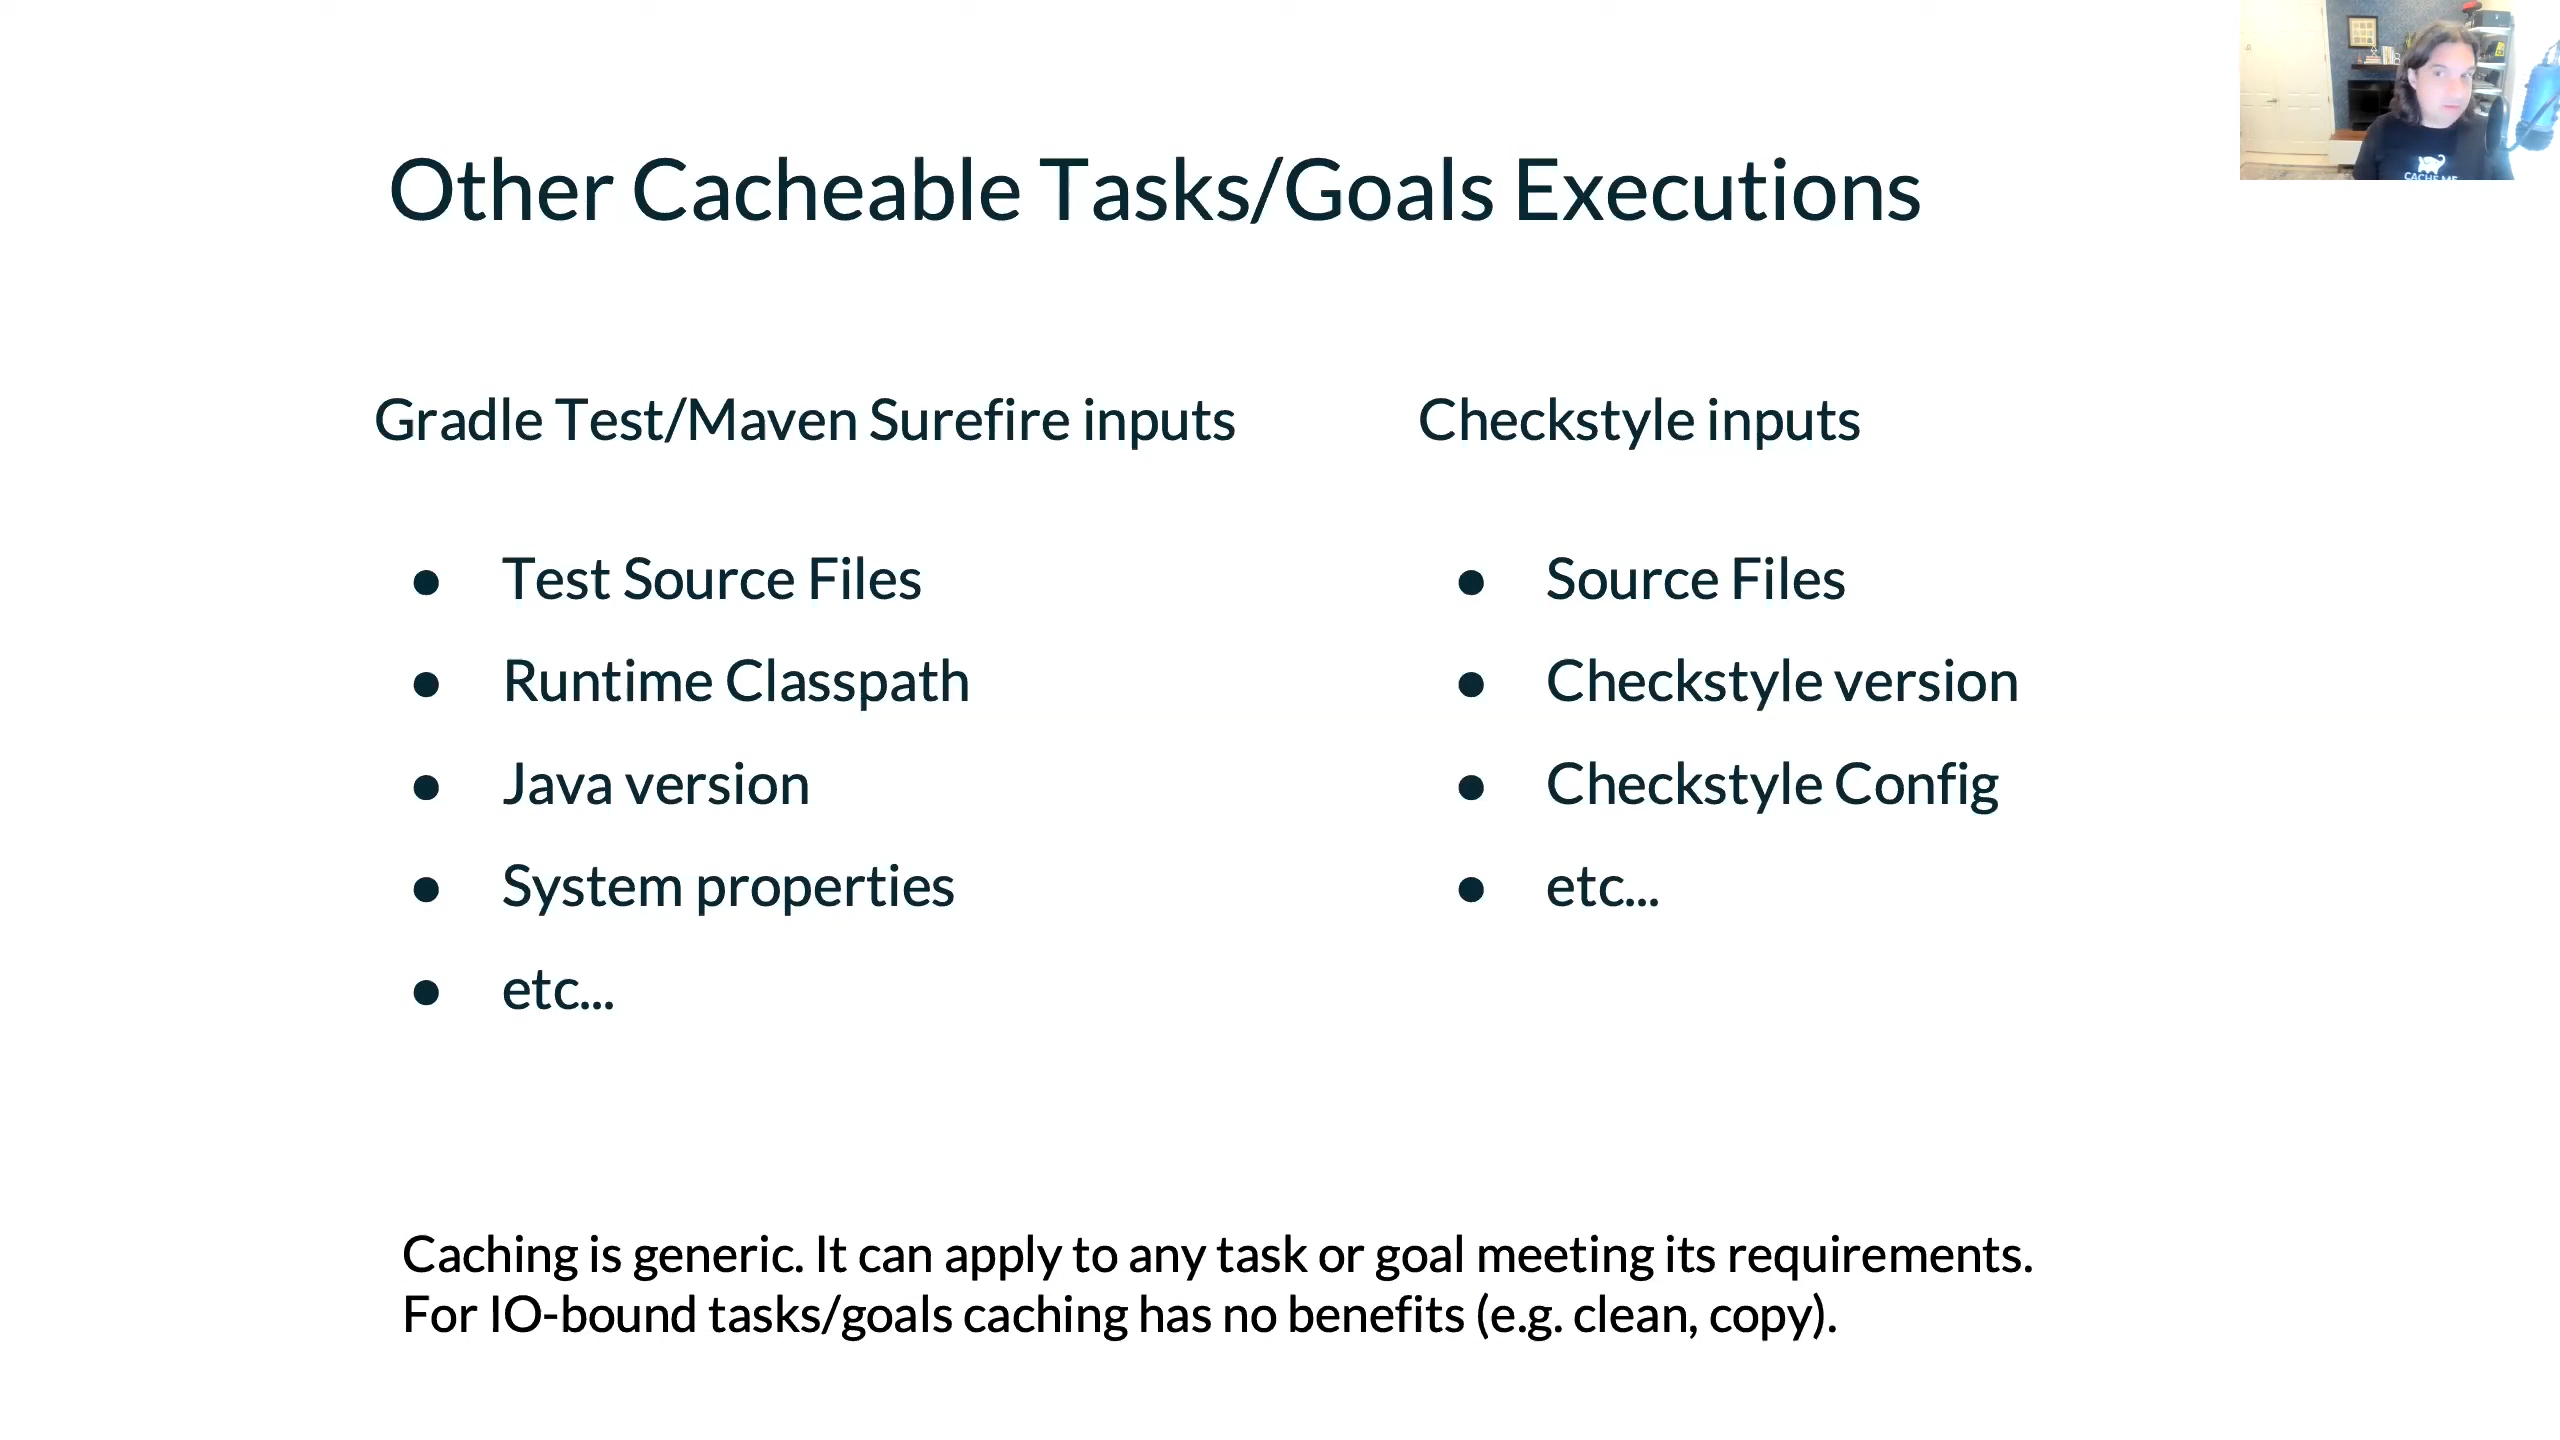 Other Cacheable Tasks/Goals Executions
Gradle Test/Maven Surefire inputs
● Test Source Files
● Runtime Classpath
● Java version
● System properties
● etc...
Checkstyle inputs
● Source Files
● Checkstyle version
● Checkstyle Config
● etc...
Caching is generic. It can apply to any task or goal meeting its requirements.
For IO-bound tasks/goals caching has no benefits (e.g. clean, copy).
CACHE ME